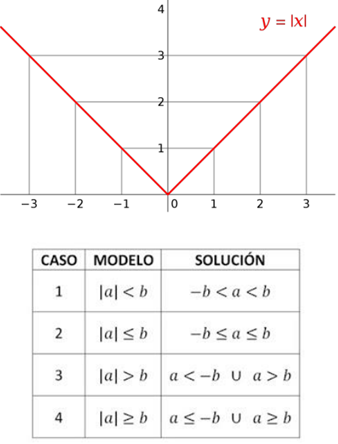 4
y = |x|
3
2
1
−3 −2 −1 0 1 2 3
CASO MODELO SOLUCIÓN
1 |a| < b −b < a < b
2 |a| ≤ b −b ≤ a ≤ b
3 |a| > b a < −b ∪ a > b
4 |a| ≥ b a ≤ −b ∪ a ≥ b